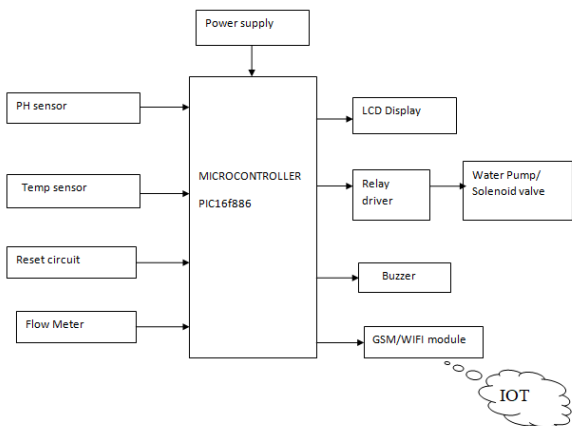 Power supply
PH sensor
LCD Display
Temp sensor
MICROCONTROLLER
PIC16f886
Relay
driver
Water Pump/
Solenoid valve
Reset circuit
Buzzer
Flow Meter
GSM/WIFI module
IOT